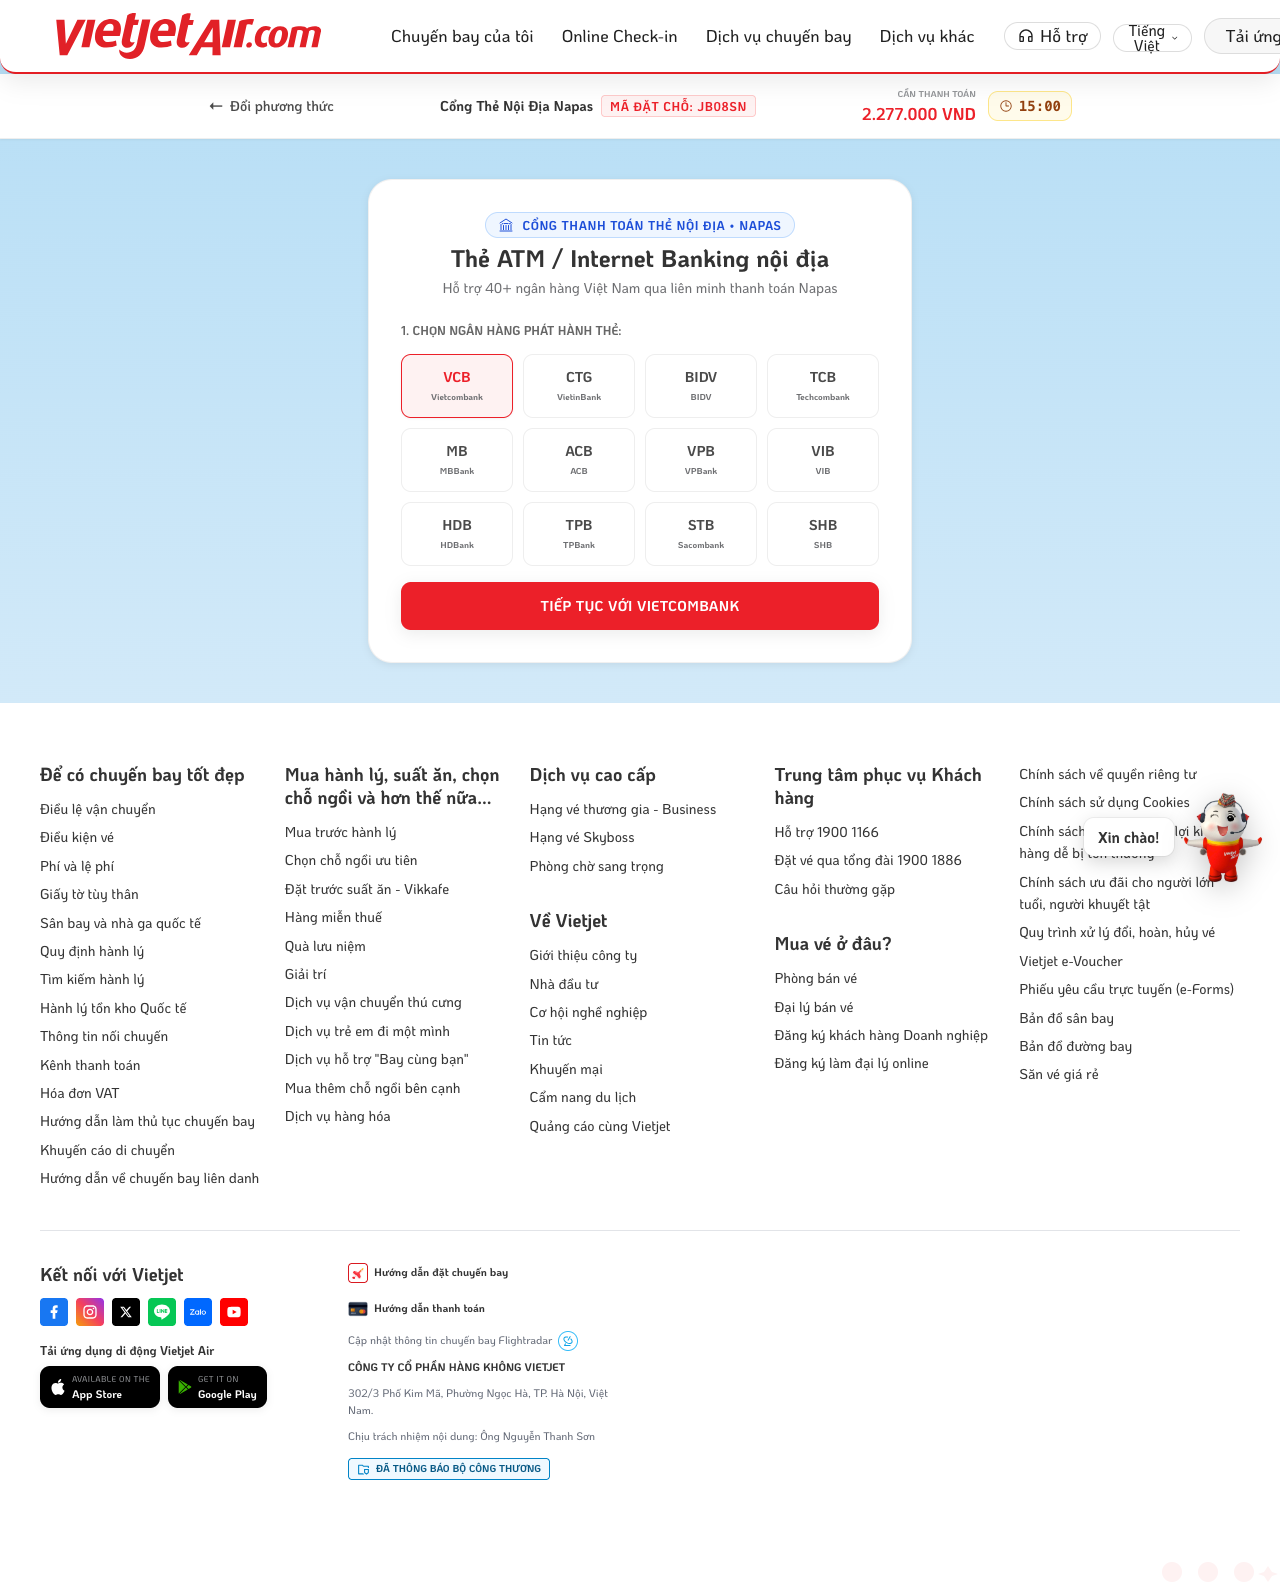 vietjetAir.com
Chuyến bay của tôi
Online Check-in
Dịch vụ chuyến bay
Dịch vụ khác
Hỗ trợ
Tiếng Việt
Tải ứng
Đổi phương thức
Cổng Thẻ Nội Địa Napas
MÃ ĐẶT CHỖ: JB08SN
CẦN THANH TOÁN
2.277.000 VND
15:00
CỔNG THANH TOÁN THẺ NỘI ĐỊA • NAPAS
Thẻ ATM / Internet Banking nội địa
Hỗ trợ 40+ ngân hàng Việt Nam qua liên minh thanh toán Napas
1. CHỌN NGÂN HÀNG PHÁT HÀNH THẺ:
VCB
Vietcombank
CTG
VietinBank
BIDV
BIDV
TCB
Techcombank
MB
MBBank
ACB
ACB
VPB
VPBank
VIB
VIB
HDB
HDBank
TPB
TPBank
STB
Sacombank
SHB
SHB
TIẾP TỤC VỚI VIETCOMBANK
Để có chuyến bay tốt đẹp
Điều lệ vận chuyển
Điều kiện vé
Phí và lệ phí
Giấy tờ tùy thân
Sân bay và nhà ga quốc tế
Quy định hành lý
Tìm kiếm hành lý
Hành lý tồn kho Quốc tế
Thông tin nối chuyến
Kênh thanh toán
Hóa đơn VAT
Hướng dẫn làm thủ tục chuyến bay
Khuyến cáo di chuyển
Hướng dẫn về chuyến bay liên danh
Mua hành lý, suất ăn, chọn
chỗ ngồi và hơn thế nữa...
Mua trước hành lý
Chọn chỗ ngồi ưu tiên
Đặt trước suất ăn - Vikkafe
Hàng miễn thuế
Quà lưu niệm
Giải trí
Dịch vụ vận chuyển thú cưng
Dịch vụ trẻ em đi một mình
Dịch vụ hỗ trợ "Bay cùng bạn"
Mua thêm chỗ ngồi bên cạnh
Dịch vụ hàng hóa
Dịch vụ cao cấp
Hạng vé thương gia - Business
Hạng vé Skyboss
Phòng chờ sang trọng
Về Vietjet
Giới thiệu công ty
Nhà đầu tư
Cơ hội nghề nghiệp
Tin tức
Khuyến mại
Cẩm nang du lịch
Quảng cáo cùng Vietjet
Trung tâm phục vụ Khách
hàng
Hỗ trợ 1900 1166
Đặt vé qua tổng đài 1900 1886
Câu hỏi thường gặp
Mua vé ở đâu?
Phòng bán vé
Đại lý bán vé
Đăng ký khách hàng Doanh nghiệp
Đăng ký làm đại lý online
Chính sách về quyền riêng tư
Chính sách sử dụng Cookies
Chính sách lợi
hàng dễ bị tổn thương
Xin chào!
Chính sách ưu đãi cho người lớn
tuổi, người khuyết tật
Quy trình xử lý đổi, hoàn, hủy vé
Vietjet e-Voucher
Phiếu yêu cầu trực tuyến (e-Forms)
Bản đồ sân bay
Bản đồ đường bay
Săn vé giá rẻ
Kết nối với Vietjet
Zalo
Tải ứng dụng di động Vietjet Air
AVAILABLE ON THE
App Store
GET IT ON
Google Play
Hướng dẫn đặt chuyến bay
Hướng dẫn thanh toán
Cập nhật thông tin chuyến bay Flightradar
CÔNG TY CỔ PHẦN HÀNG KHÔNG VIETJET
302/3 Phố Kim Mã, Phường Ngọc Hà, TP. Hà Nội, Việt
Nam.
Chịu trách nhiệm nội dung: Ông Nguyễn Thanh Sơn
ĐÃ THÔNG BÁO BỘ CÔNG THƯƠNG